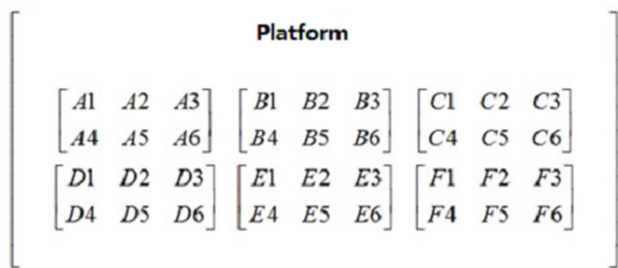 Platform
A1 A2 A3 B1 B2 B3 C1 C2 C3
A4 A5 A6 B4 B5 B6 C4 C5 C6
D1 D2 D3 E1 E2 E3 F1 F2 F3
D4 D5 D6 E4 E5 E6 F4 F5 F6